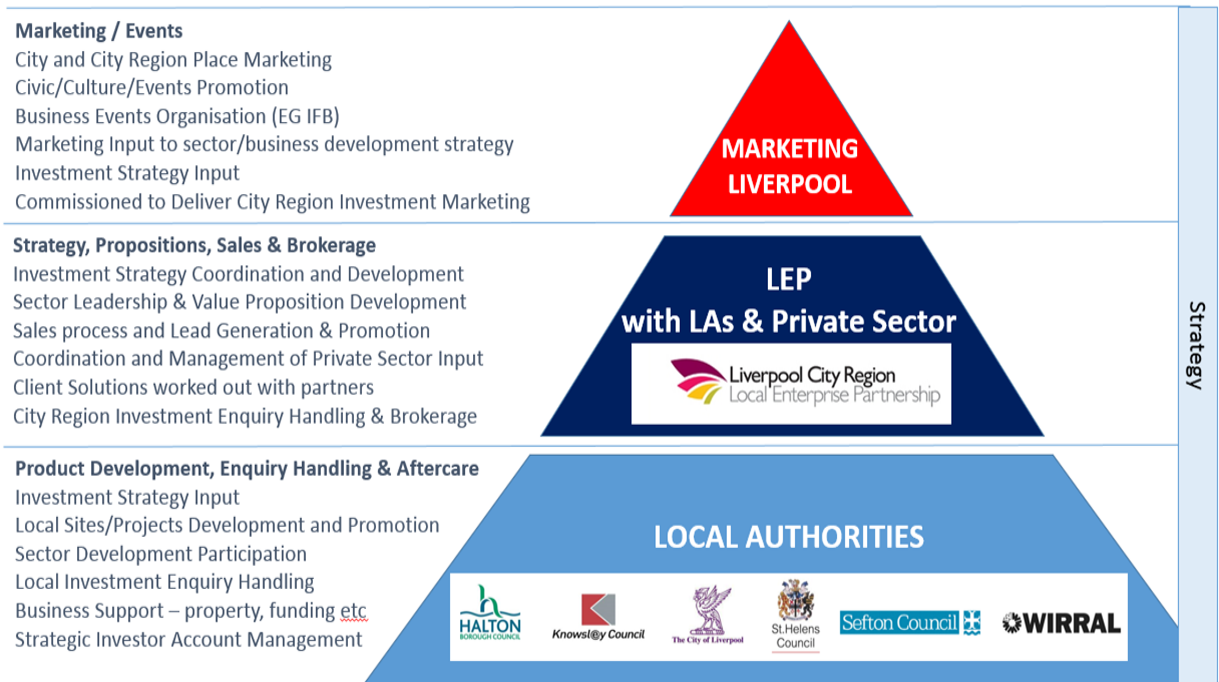 Marketing / Events
City and City Region Place Marketing
Civic/Culture/Events Promotion
Business Events Organisation (EG IFB)
Marketing Input to sector/business development strategy
Investment Strategy Input
Commissioned to Deliver City Region Investment Marketing
MARKETING
LIVERPOOL
Strategy, Propositions, Sales & Brokerage
Investment Strategy Coordination and Development
Sector Leadership & Value Proposition Development
Sales process and Lead Generation & Promotion
Coordination and Management of Private Sector Input
Client Solutions worked out with partners
City Region Investment Enquiry Handling & Brokerage
LEP
with LAs & Private Sector
Liverpool City Region
Local Enterprise Partnership
Product Development, Enquiry Handling & Aftercare
Investment Strategy Input
Local Sites/Projects Development and Promotion
Sector Development Participation
Local Investment Enquiry Handling
Business Support – property, funding etc
Strategic Investor Account Management
LOCAL AUTHORITIES
HALTON
BOROUGH COUNCIL
Knowsl@y Council
The City of Liverpool
St.Helens
Council
Sefton Council
WIRRAL
Strategy